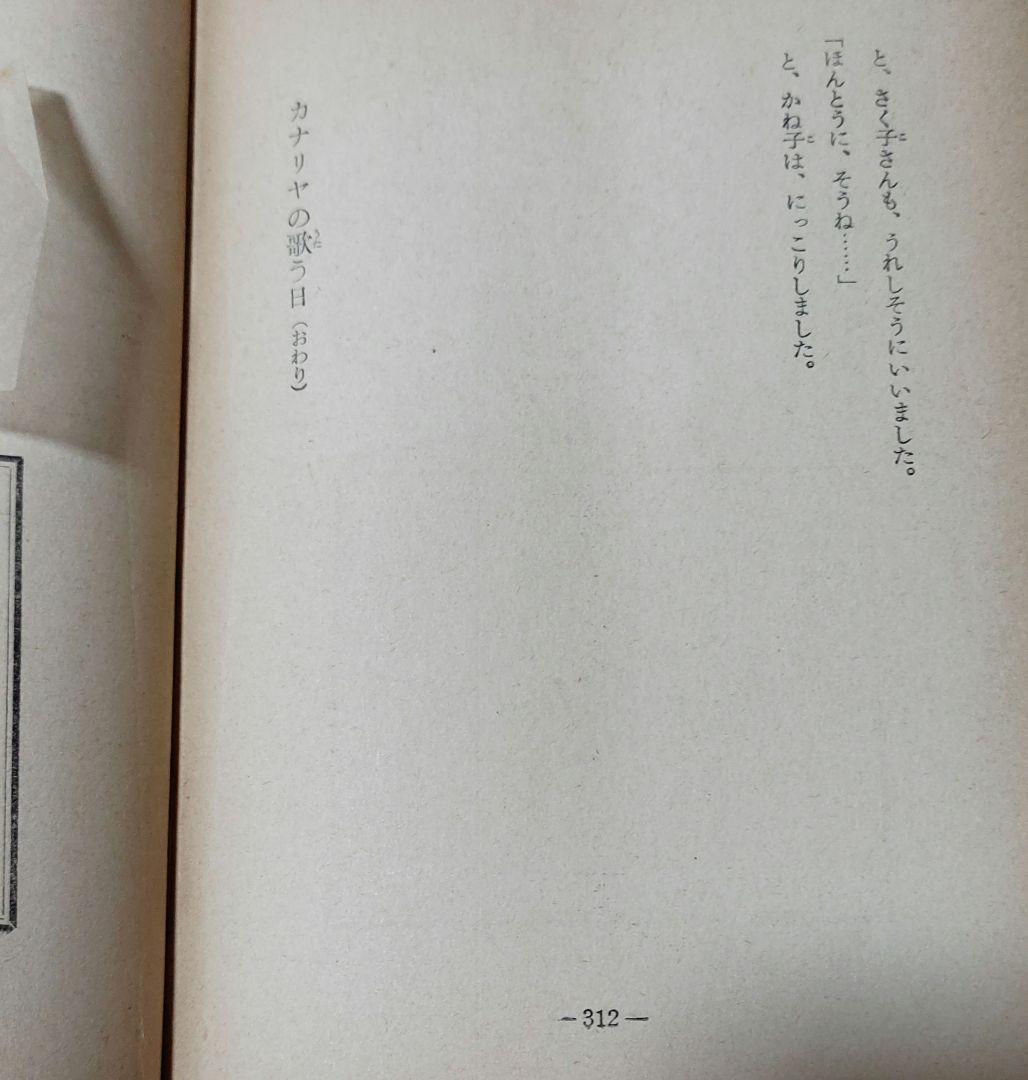 と、さく子さんも、うれしそうにいいました。
「ほんとうに、そうね……」
と、かね子は、にっこりしました。
カナリヤの歌う日（おわり）
—312—